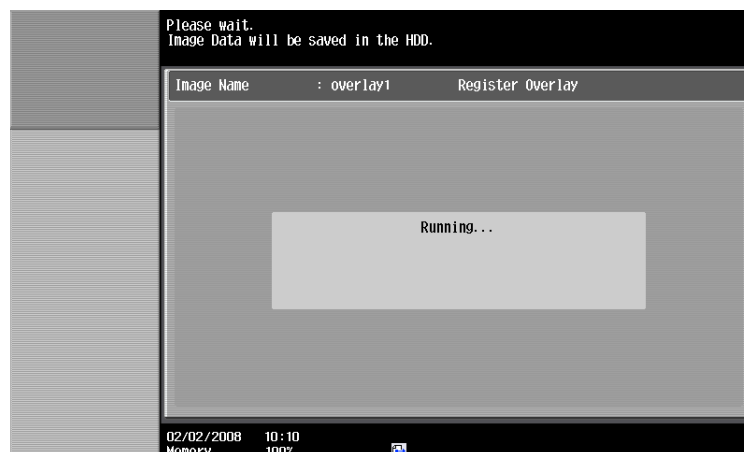 Please wait.
Image Data will be saved in the HDD.
Image Name : overlay1 Register Overlay
Running...
02/02/2008 10:10
Memory 100%